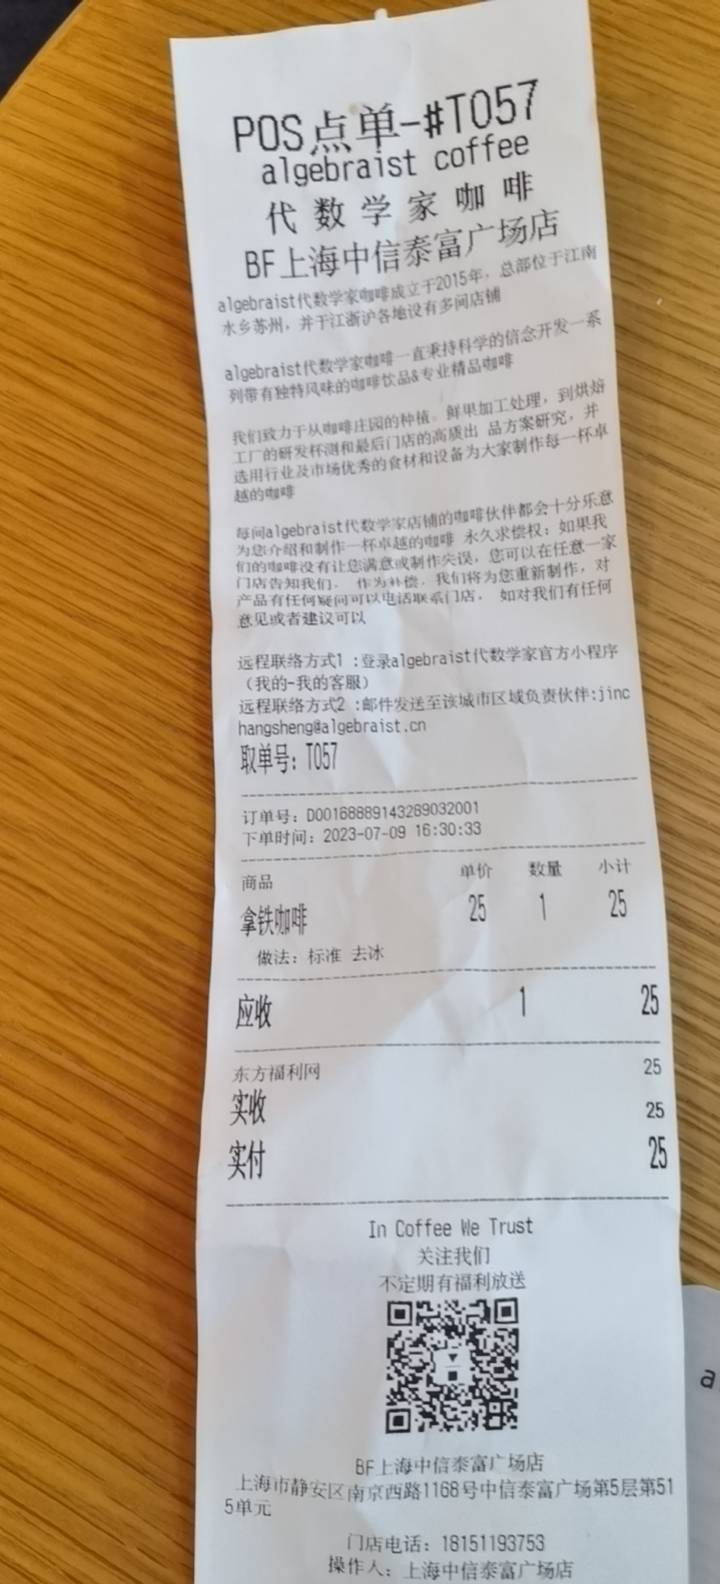 POS点单-#T057
algebraist coffee
代数学家咖啡
BF上海中信泰富广场店
algebraist代数学家咖啡成立于2015年，总部位于江南
水乡苏州，并于江浙沪各地设有多间店铺
algebraist代数学家咖啡一直秉持科学的信念开发一系
列带有独特风味的咖啡饮品&专业精品咖啡
我们致力于从咖啡庄园的种植，鲜果加工处理，到烘焙
工厂的研发杯测和最后门店的高质出 品方案研究，并
选用行业及市场优秀的食材和设备为大家制作每一杯卓
越的咖啡
每间algebraist代数学家店铺的咖啡伙伴都会十分乐意
为您介绍和制作一杯卓越的咖啡 永久求偿权：如果我
们的咖啡没有让您满意或制作失误，您可以在任意一家
门店告知我们， 作为补偿，我们将为您重新制作，对
产品有任何疑问可以电话联系门店， 如对我们有任何
意见或者建议可以
远程联络方式1 :登录algebraist代数学家官方小程序
（我的-我的客服）
远程联络方式2 :邮件发送至该城市区域负责伙伴:jinc
hangsheng@algebraist.cn
取单号：T057
订单号：D00168889143289032001
下单时间：2023-07-09 16:30:33
商品 单价 数量 小计
拿铁咖啡 25 1 25
做法：标准 去冰
应收 1 25
东方福利网 25
实收 25
实付 25
In Coffee We Trust
关注我们
不定期有福利放送
BF上海中信泰富广场店
上海市静安区南京西路1168号中信泰富广场第5层第51
5单元
门店电话：18151193753
操作人：上海中信泰富广场店
a